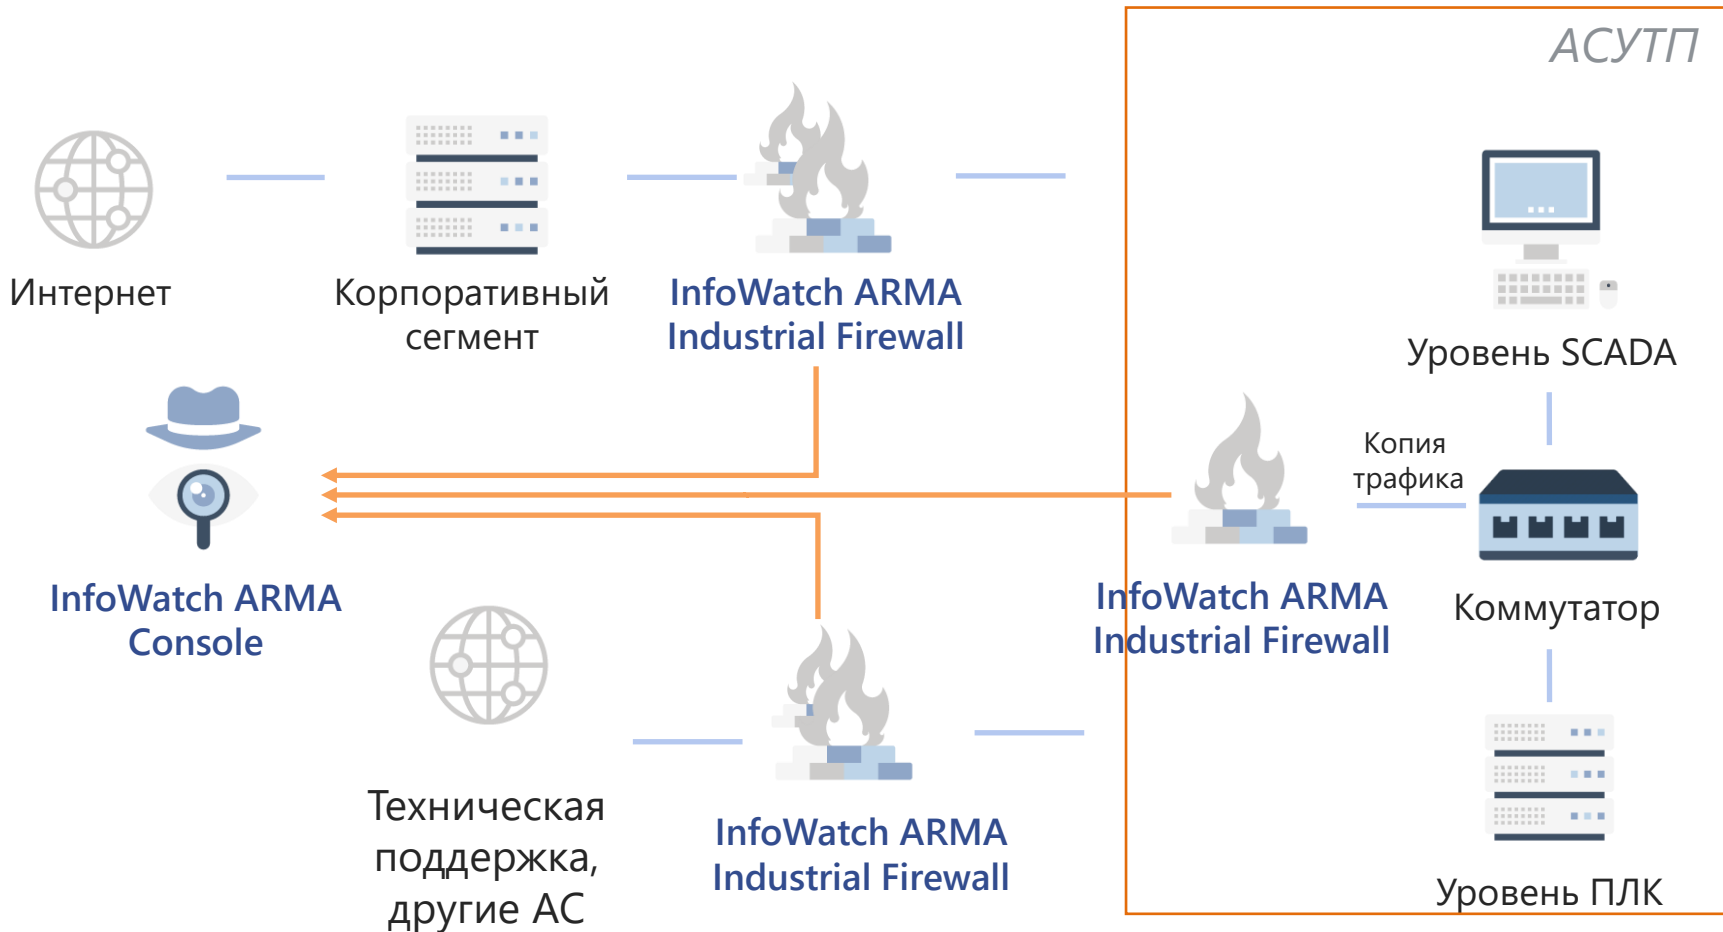 АСУТП
Интернет
Корпоративный
сегмент
InfoWatch ARMA
Industrial Firewall
Уровень SCADA
Копия
трафика
InfoWatch ARMA
Console
InfoWatch ARMA
Industrial Firewall
Коммутатор
Техническая
поддержка,
другие АС
InfoWatch ARMA
Industrial Firewall
Уровень ПЛК